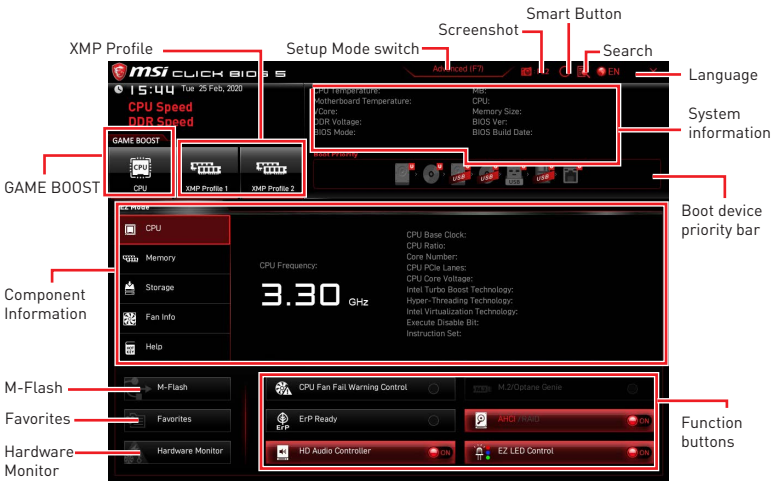 Smart Button
Screenshot
XMP Profile
Setup Mode switch
Search
msi CLICK BIOS 5
Advanced (F7)
F12
EN
X
Language
15:44 Tue 25 Feb, 2020
CPU Speed
DDR Speed
CPU Temperature:
Motherboard Temperature:
VCore:
DDR Voltage:
BIOS Mode:
MB:
CPU:
Memory Size:
BIOS Ver:
BIOS Build Date:
System
information
GAME BOOST
CPU
CPU
XMP Profile 1
XMP Profile 2
GAME BOOST
Boot Priority
U
U
U
USB
U
USB
U
USB
U
USB
U
Boot device
priority bar
EZ Mode
CPU
Memory
Storage
Fan Info
Help
CPU Frequency:
3.30 GHz
CPU Base Clock:
CPU Ratio:
Core Number:
CPU PCIe Lanes:
CPU Core Voltage:
Intel Turbo Boost Technology:
Hyper-Threading Technology:
Intel Virtualization Technology:
Execute Disable Bit:
Instruction Set:
Component
Information
M-Flash
M-Flash
CPU Fan Fail Warning Control
M.2/Optane Genie
Favorites
Favorites
ErP
ErP Ready
AHCI /RAID
ON
Function
buttons
Hardware
Monitor
Hardware Monitor
HD Audio Controller
ON
EZ LED Control
ON